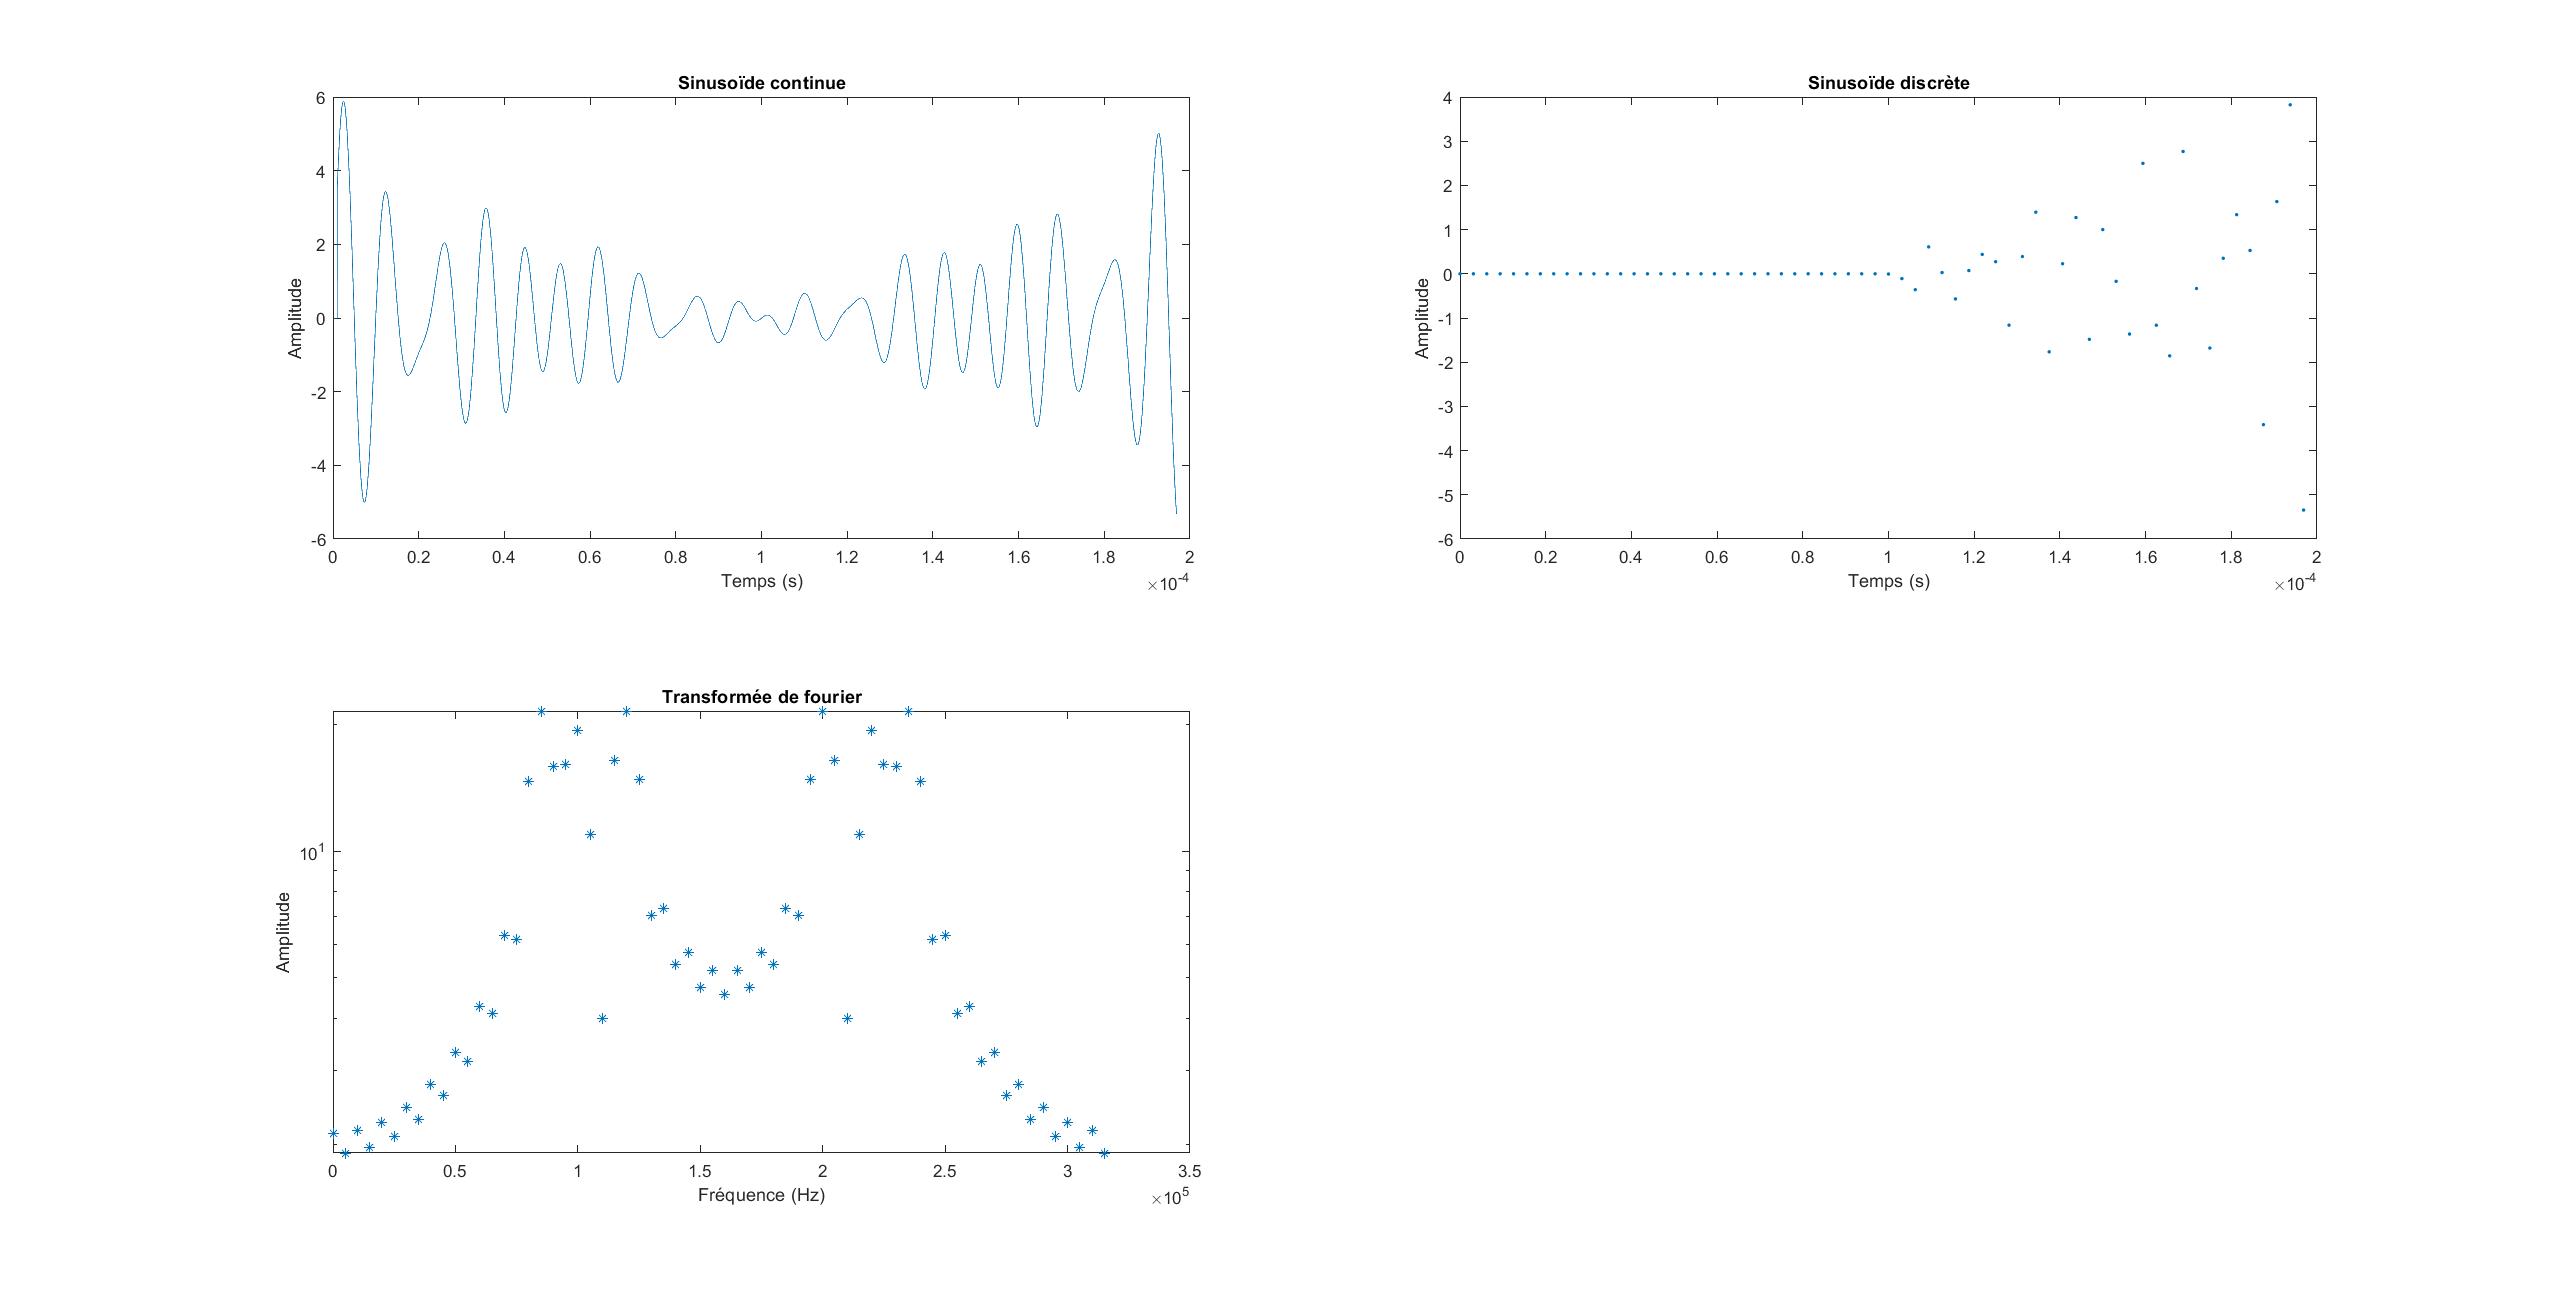 Sinusoïde continue
6
4
2
0
-2
-4
-6
Amplitude
0 0.2 0.4 0.6 0.8 1 1.2 1.4 1.6 1.8 2
Temps (s)
×10-4
Sinusoïde discrète
4
3
2
1
0
-1
-2
-3
-4
-5
-6
Amplitude
0 0.2 0.4 0.6 0.8 1 1.2 1.4 1.6 1.8 2
Temps (s)
×10-4
Transformée de fourier
101
Amplitude
0 0.5 1 1.5 2 2.5 3 3.5
Fréquence (Hz)
×105